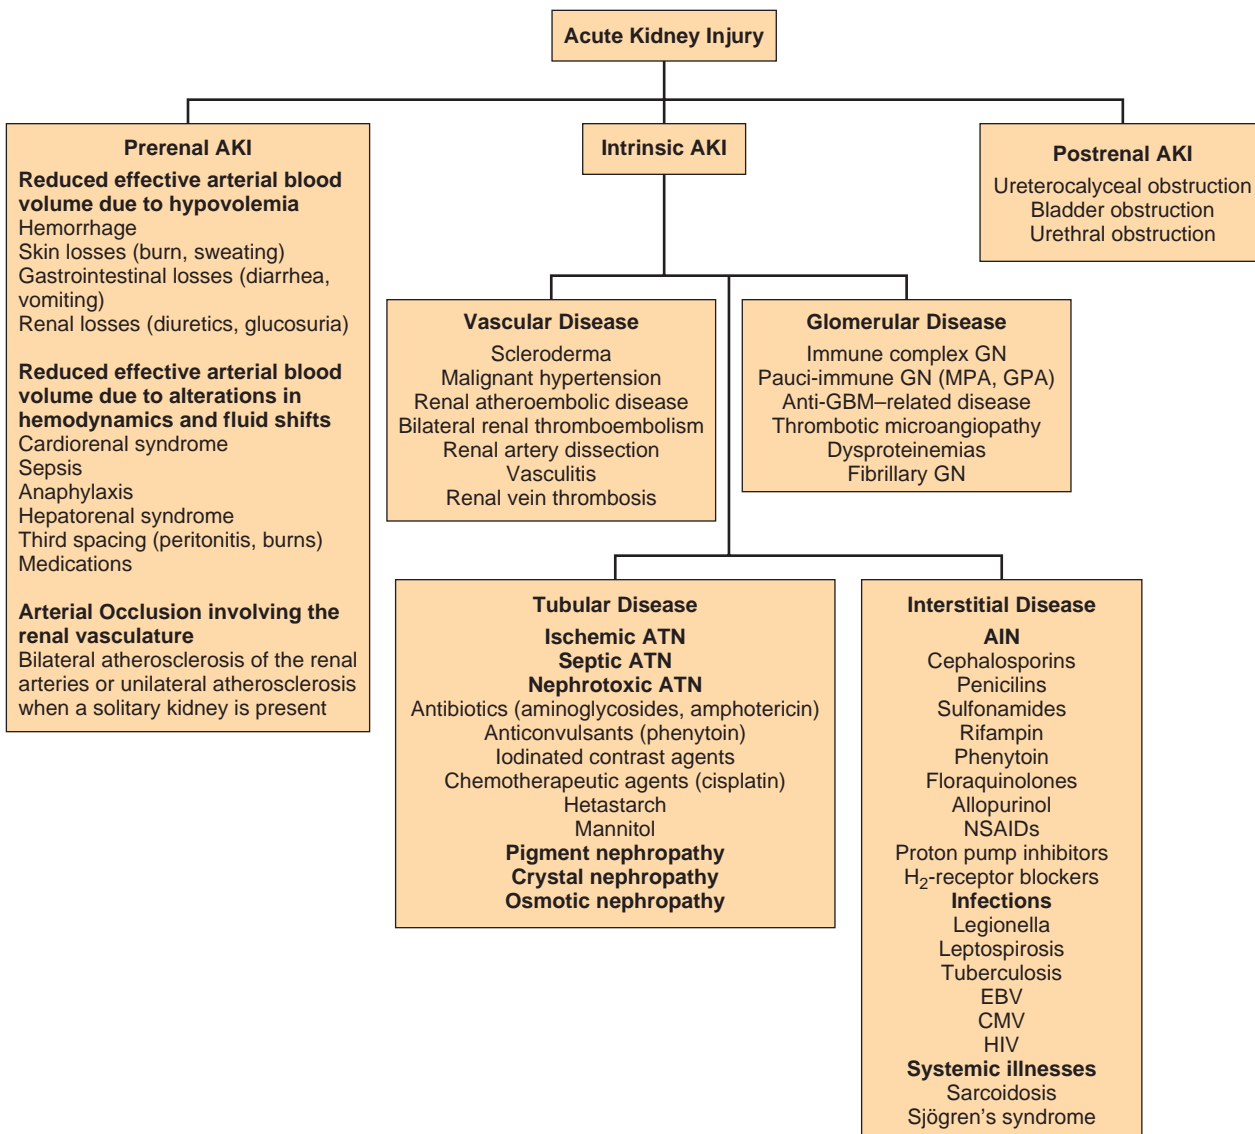 Acute Kidney Injury
Prerenal AKI
Reduced effective arterial blood
volume due to hypovolemia
Hemorrhage
Skin losses (burn, sweating)
Gastrointestinal losses (diarrhea,
vomiting)
Renal losses (diuretics, glucosuria)
Reduced effective arterial blood
volume due to alterations in
hemodynamics and fluid shifts
Cardiorenal syndrome
Sepsis
Anaphylaxis
Hepatorenal syndrome
Third spacing (peritonitis, burns)
Medications
Arterial Occlusion involving the
renal vasculature
Bilateral atherosclerosis of the renal
arteries or unilateral atherosclerosis
when a solitary kidney is present
Intrinsic AKI
Postrenal AKI
Ureterocalyceal obstruction
Bladder obstruction
Urethral obstruction
Vascular Disease
Scleroderma
Malignant hypertension
Renal atheroembolic disease
Bilateral renal thromboembolism
Renal artery dissection
Vasculitis
Renal vein thrombosis
Glomerular Disease
Immune complex GN
Pauci-immune GN (MPA, GPA)
Anti-GBM–related disease
Thrombotic microangiopathy
Dysproteinemias
Fibrillary GN
Tubular Disease
Ischemic ATN
Septic ATN
Nephrotoxic ATN
Antibiotics (aminoglycosides, amphotericin)
Anticonvulsants (phenytoin)
Iodinated contrast agents
Chemotherapeutic agents (cisplatin)
Hetastarch
Mannitol
Pigment nephropathy
Crystal nephropathy
Osmotic nephropathy
Interstitial Disease
AIN
Cephalosporins
Penicilins
Sulfonamides
Rifampin
Phenytoin
Floraquinolones
Allopurinol
NSAIDs
Proton pump inhibitors
H₂-receptor blockers
Infections
Legionella
Leptospirosis
Tuberculosis
EBV
CMV
HIV
Systemic illnesses
Sarcoidosis
Sjögren's syndrome